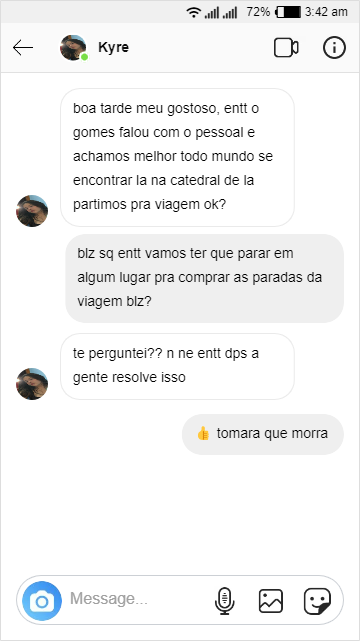 72% 3:42 am
Kyre
boa tarde meu gostoso, entt o
gomes falou com o pessoal e
achamos melhor todo mundo se
encontrar la na catedral de la
partimos pra viagem ok?
blz sq entt vamos ter que parar em
algum lugar pra comprar as paradas da
viagem blz?
te perguntei?? n ne entt dps a
gente resolve isso
👍 tomara que morra
Message...